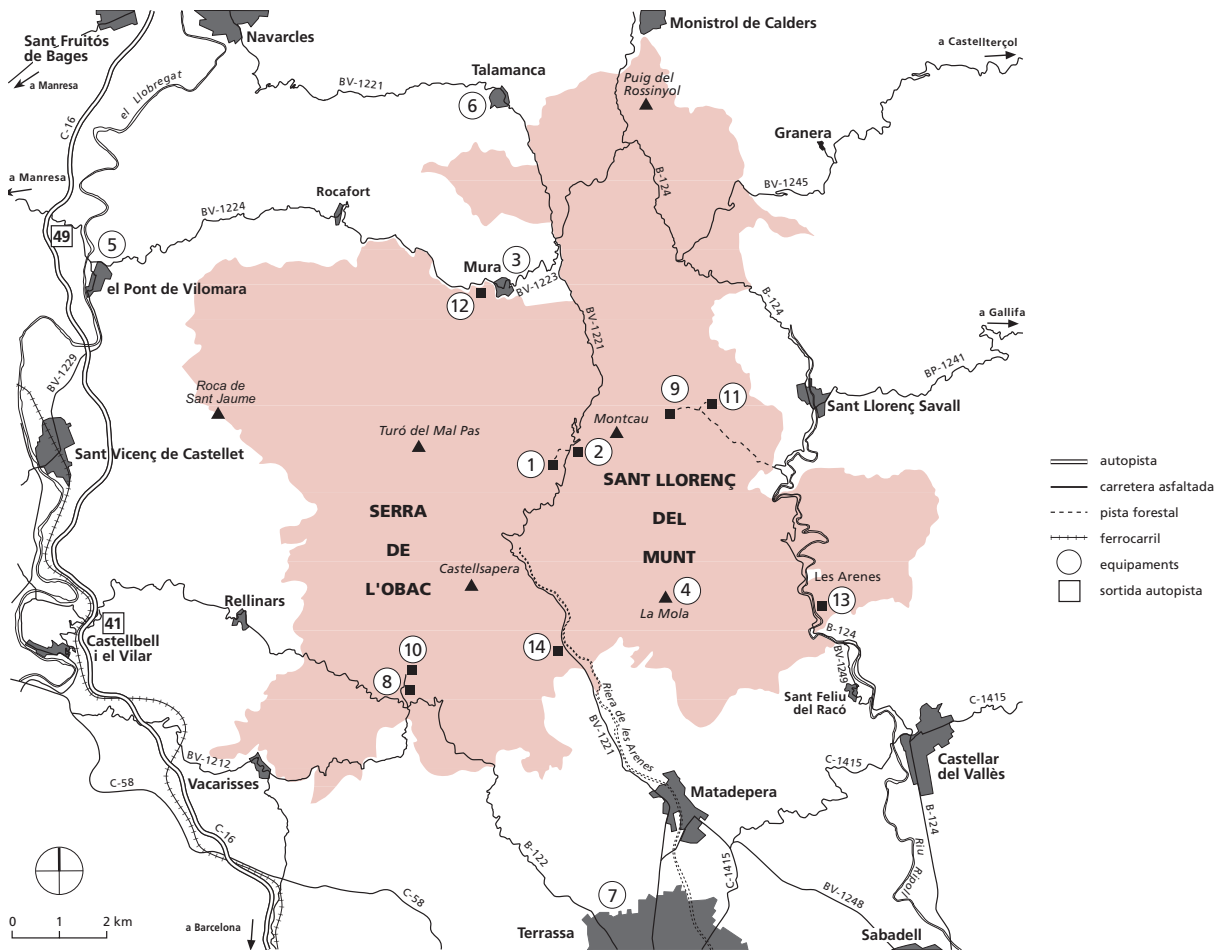 Monistrol de Calders
Sant Fruitós
de Bages
Navarcles
a Castellterçol
a Manresa
el Llobregat
C-16
BV-1221
Talamanca
6
Puig del
Rossinyol
Granera
B-124
BV-1245
a Manresa
Rocafort
BV-1224
49
5
el Pont de Vilomara
Mura
3
BV-1223
12
B-124
a Gallifa
BV-1221
BP-1241
BV-1229
Roca de
Sant Jaume
9
11
Sant Llorenç Savall
Montcau
Turó del Mal Pas
Sant Vicenç de Castellet
1
2
SANT LLORENÇ
DEL
MUNT
SERRA
DE
L'OBAC
autopista
carretera asfaltada
pista forestal
ferrocarril
equipaments
sortida autopista
Castellsapera
4
La Mola
Les Arenes
13
Rellinars
41
Castellbell
i el Vilar
B-124
BV-1249
10
8
14
Sant Feliu
del Racó
C-1415
Riera de les Arenes
BV-1221
BV-1212
Vacarisses
C-58
C-1415
Castellar
del Vallès
Matadepera
B-124
C-16
B-122
C-1415
Riu Ripoll
C-58
7
BV-1248
0 1 2 km
a Barcelona
Terrassa
Sabadell